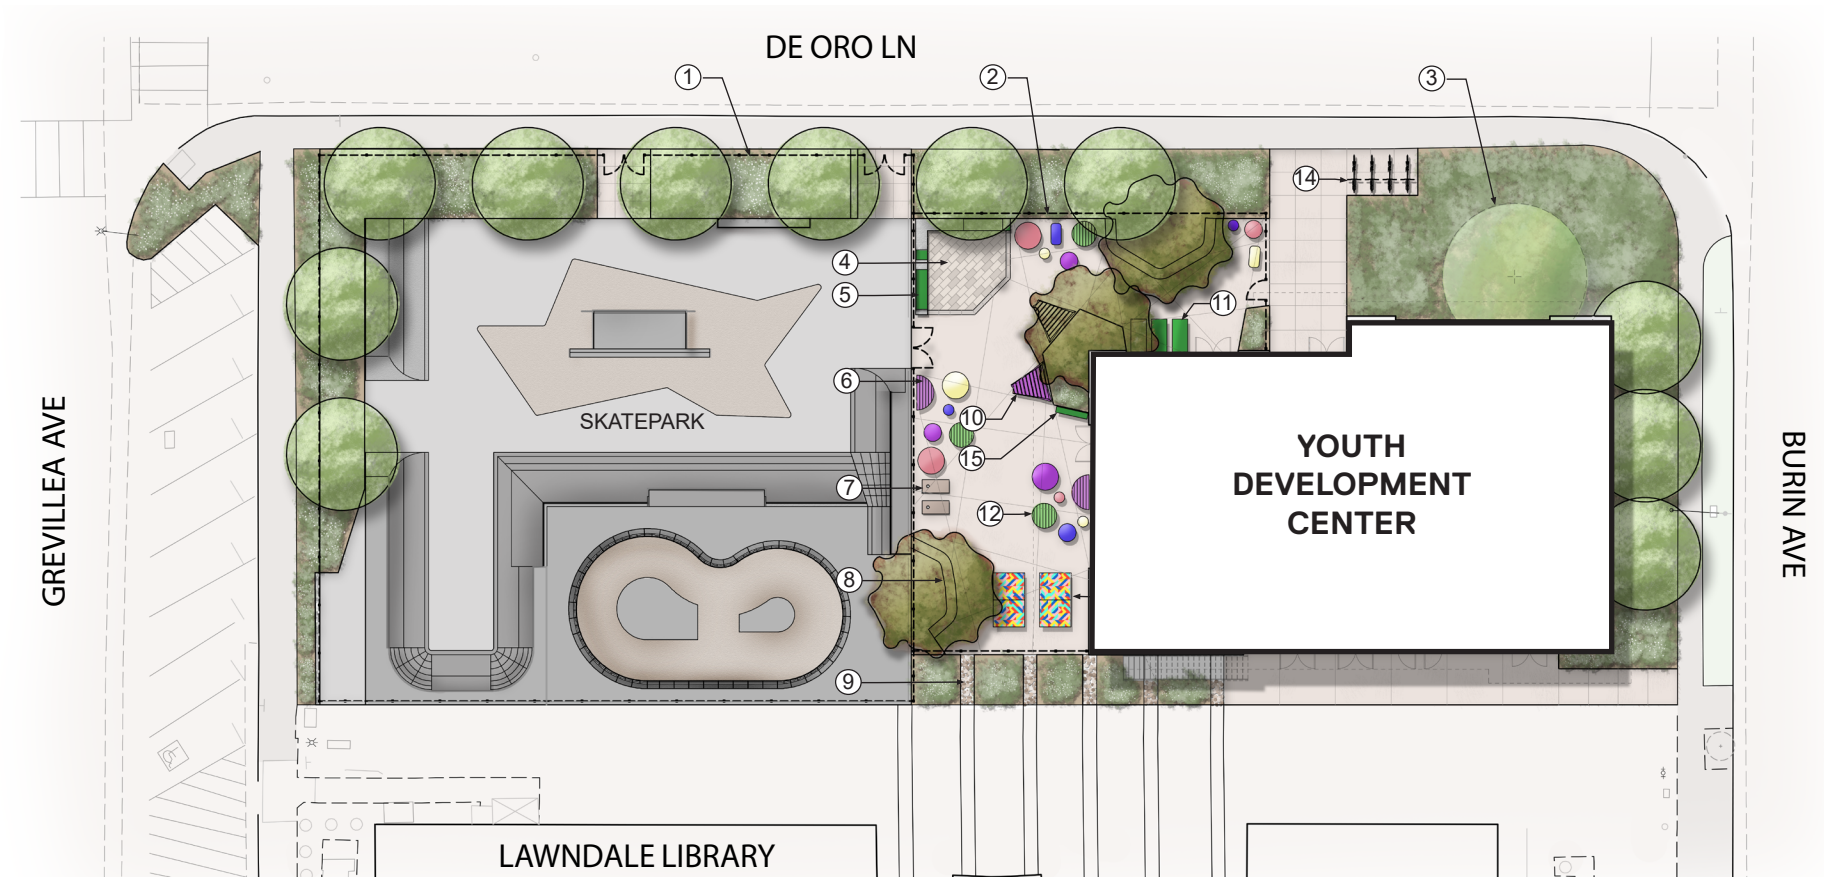 DE ORO LN
1
2
3
14
4
5
11
6
10
15
7
12
8
9
SKATEPARK
YOUTH
DEVELOPMENT
CENTER
GREVILLEA AVE
BURIN AVE
LAWNDALE LIBRARY